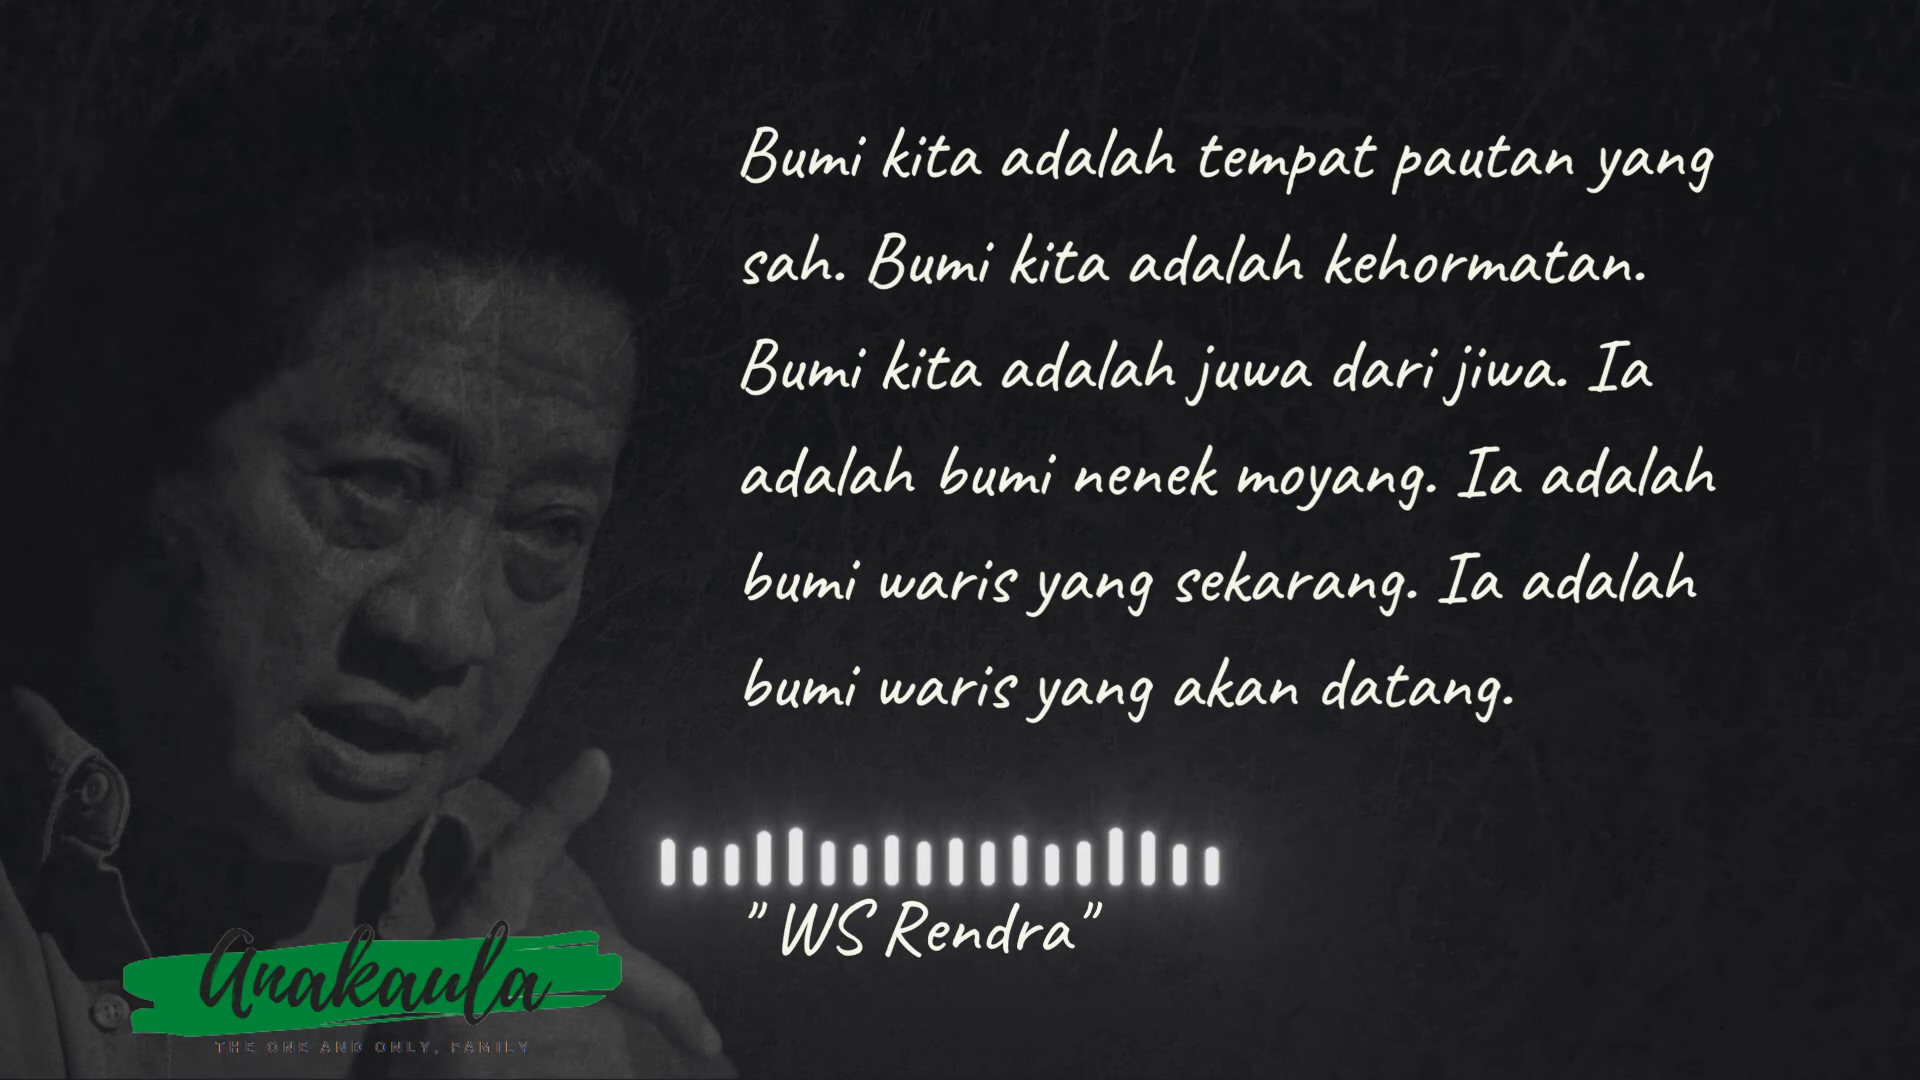 Bumi kita adalah tempat pautan yang
sah. Bumi kita adalah kehormatan.
Bumi kita adalah juwa dari jiwa. Ia
adalah bumi nenek moyang. Ia adalah
bumi waris yang sekarang. Ia adalah
bumi waris yang akan datang.
" WS Rendra"
Anakaula
THE ONE AND ONLY, FAMILY